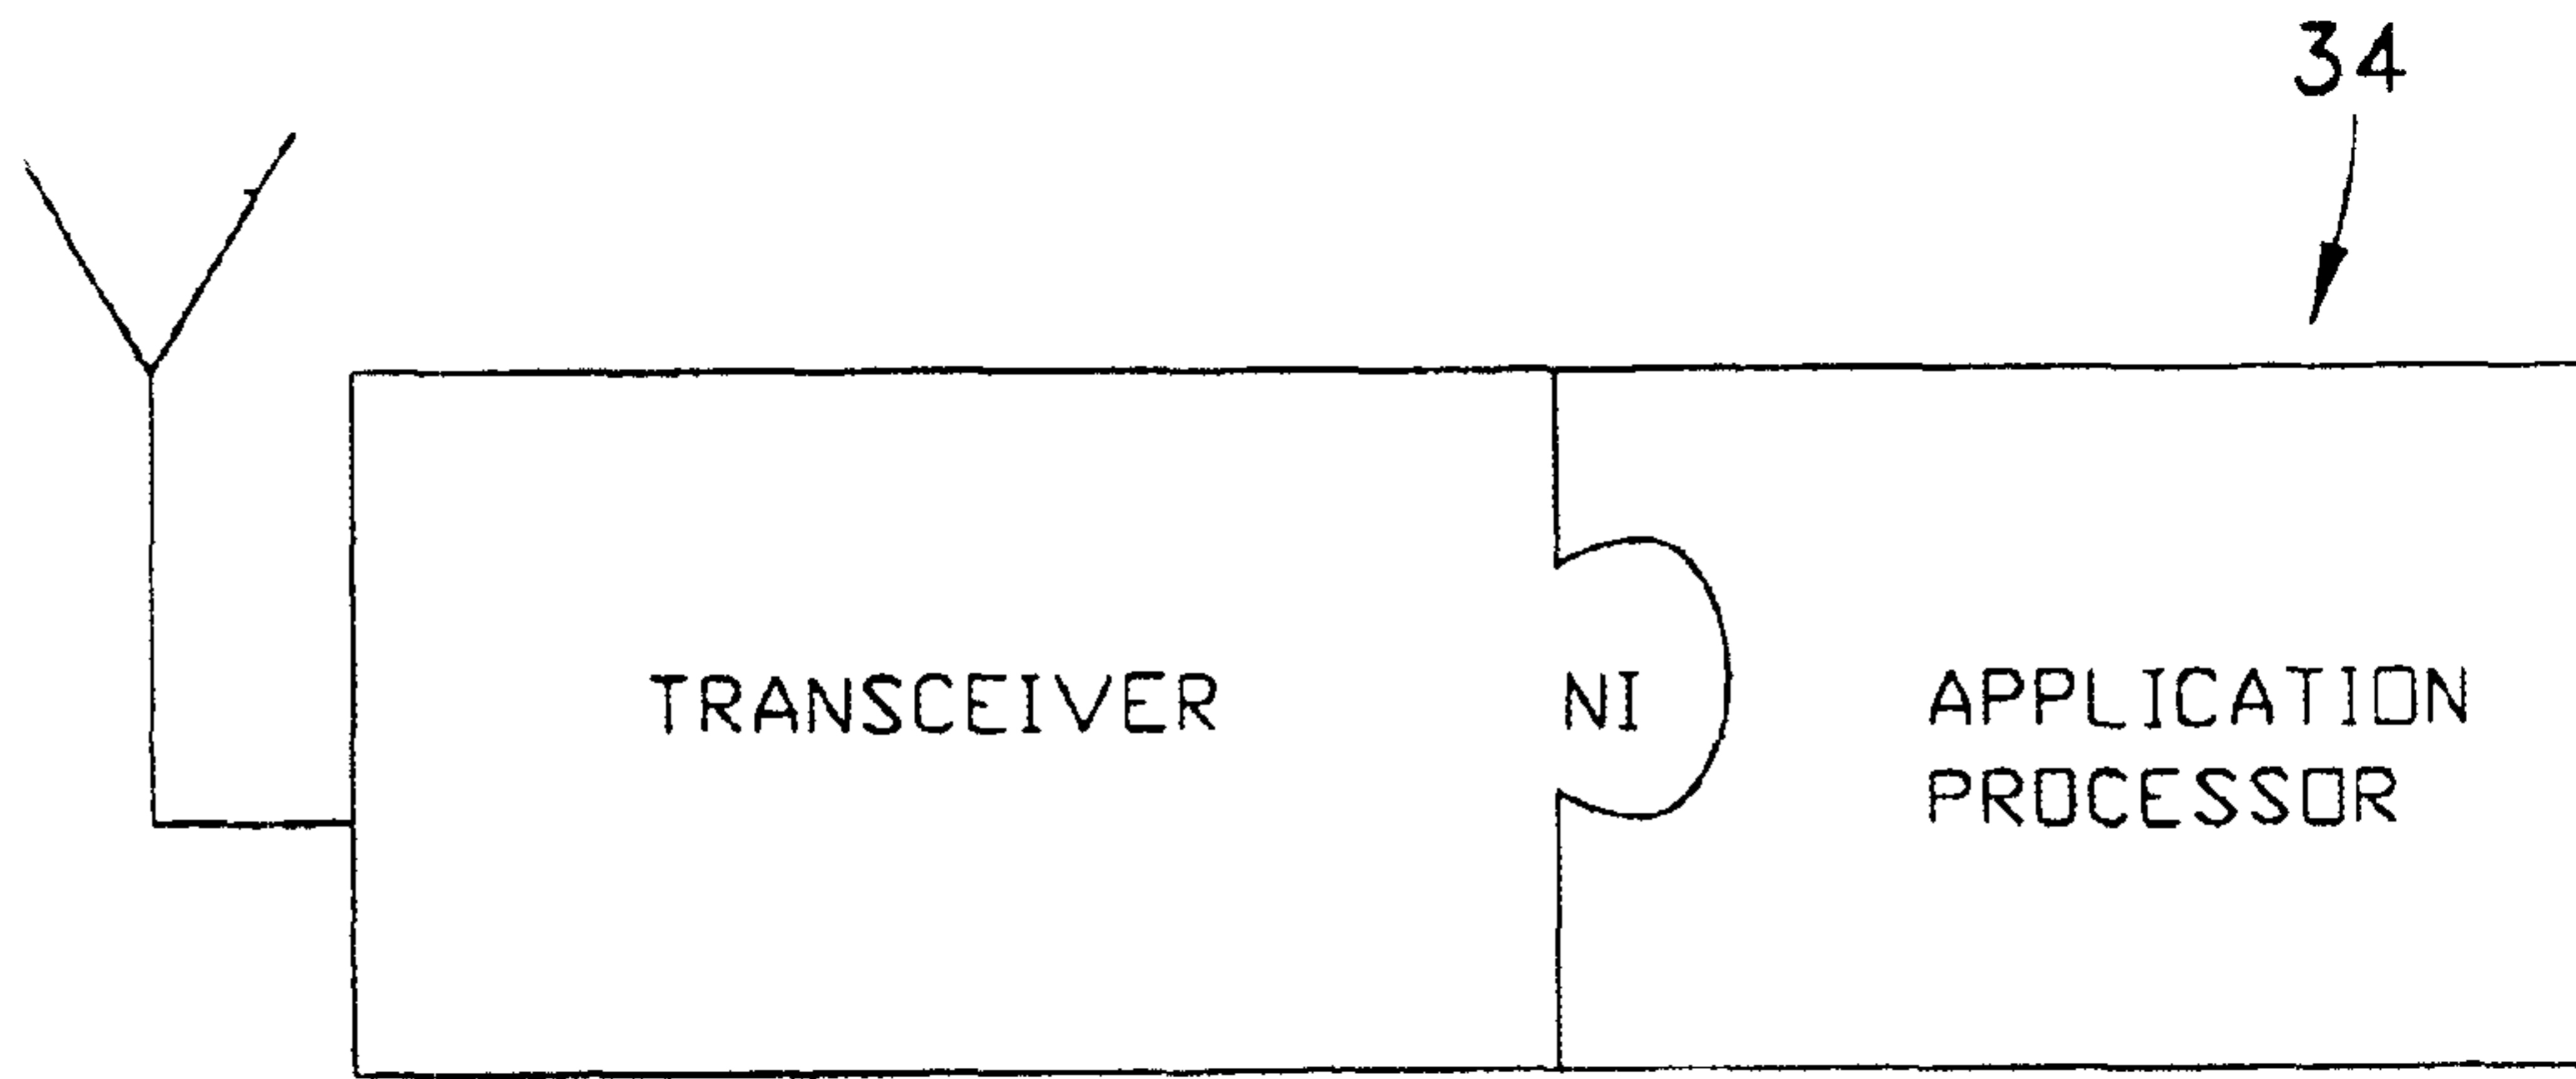 34
TRANSCEIVER
NI
APPLICATION
PROCESSOR